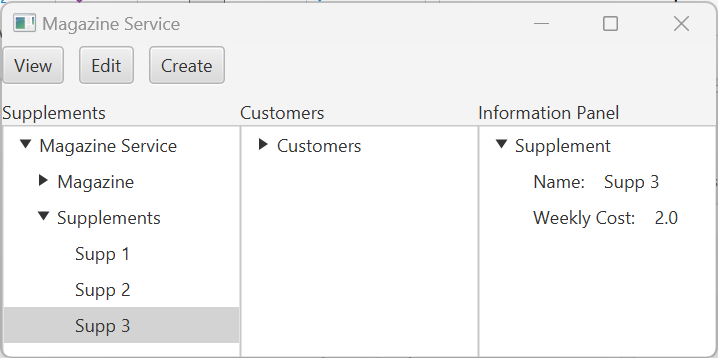 Magazine Service
View Edit Create
Supplements Customers Information Panel
Magazine Service Customers Supplement
Magazine Name: Supp 3
Supplements Weekly Cost: 2.0
Supp 1
Supp 2
Supp 3